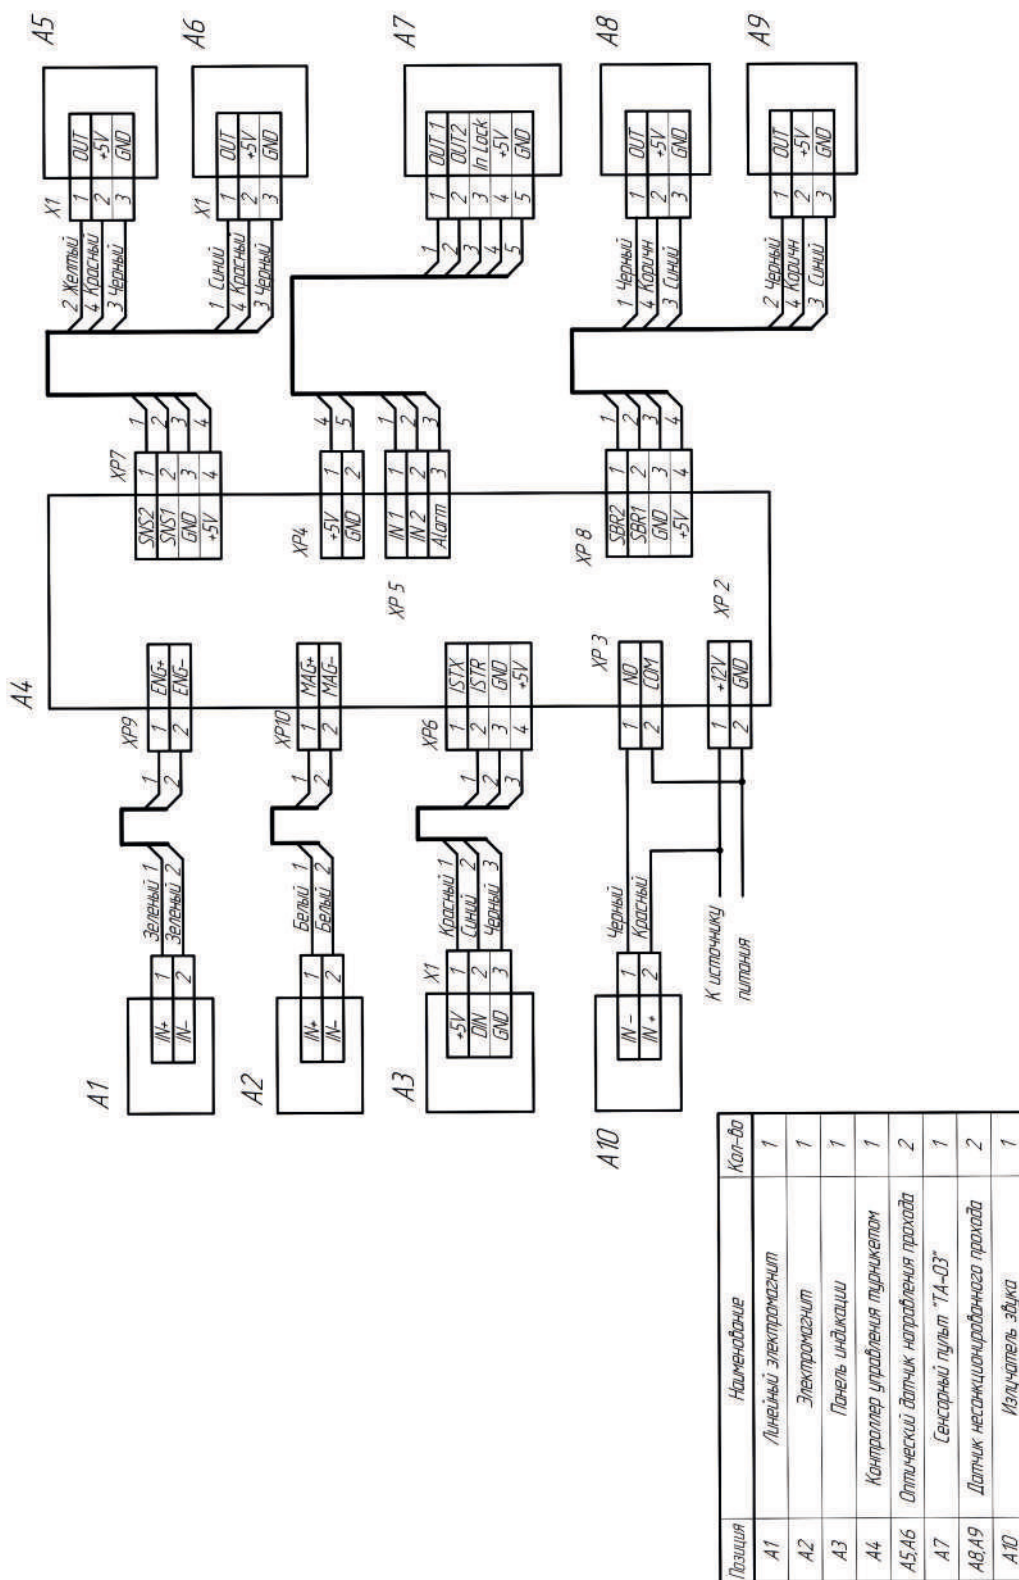 A5
X1
1 OUT
2 +5V
3 GND
2 Желтый
4 Красный
3 Черный
A6
X1
1 OUT
2 +5V
3 GND
1 Синий
4 Красный
3 Черный
A7
1 OUT 1
2 OUT2
3 In Lock
4 +5V
5 GND
1
2
3
4
5
A8
1 OUT
2 +5V
3 GND
1 Черный
4 Коричн
3 Синий
A9
1 OUT
2 +5V
3 GND
2 Черный
4 Коричн
3 Синий
A4
XP7
SNS2 1 1
SNS1 2 2
GND 3 3
+5V 4 4
XP4
+5V 1 4
GND 2 5
XP 5
IN 1 1 1
IN 2 2 2
Alarm 3 3
XP 8
SBR2 1 1
SBR1 2 2
GND 3 3
+5V 4 4
XP9
1 1 ENG+
2 2 ENG-
XP10
1 1 MAG+
2 2 MAG-
XP6
1 1 ISTX
2 2 ISTR
3 3 GND
4 +5V
XP 3
1 NO
2 COM
XP 2
1 +12V
2 GND
A1
IN+ 1 Зеленый 1
IN- 2 Зеленый 2
A2
IN+ 1 Белый 1
IN- 2 Белый 2
A3
X1
+5V 1 Красный 1
DIN 2 Синий 2
GND 3 Черный 3
A10
IN - 1 Черный
IN + 2 Красный
К источнику
питания
Позиция Наименование Кол-во
A1 Линейный электромагнит 1
A2 Электромагнит 1
A3 Панель индикации 1
A4 Контроллер управления турникетом 1
A5,A6 Оптический датчик направления прохода 2
A7 Сенсорный пульт "ТА-03" 1
A8,A9 Датчик несанкционированного прохода 2
A10 Излучатель звука 1